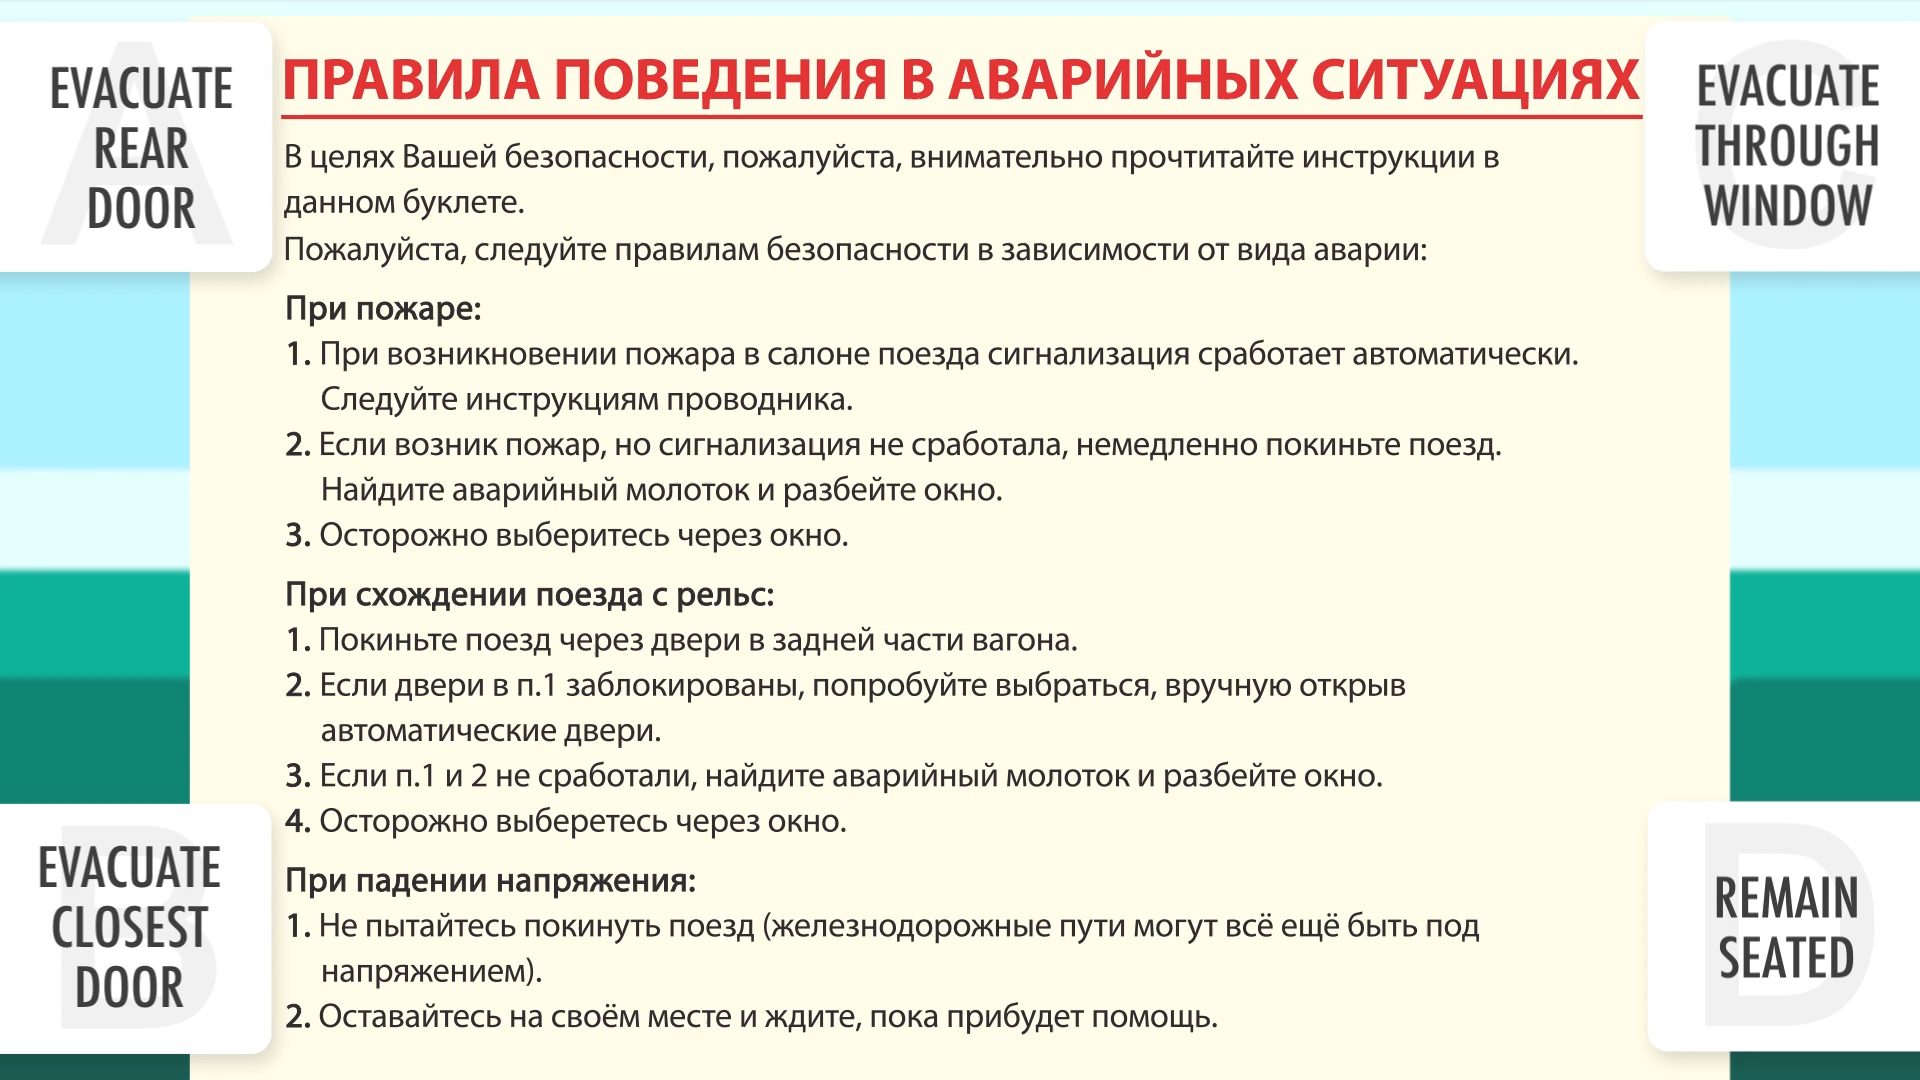 EVACUATE
REAR
DOOR
A
ПРАВИЛА ПОВЕДЕНИЯ В АВАРИЙНЫХ СИТУАЦИЯХ
EVACUATE
THROUGH
WINDOW
C
В целях Вашей безопасности, пожалуйста, внимательно прочтитайте инструкции в
данном буклете.
Пожалуйста, следуйте правилам безопасности в зависимости от вида аварии:
При пожаре:
1. При возникновении пожара в салоне поезда сигнализация сработает автоматически.
Следуйте инструкциям проводника.
2. Если возник пожар, но сигнализация не сработала, немедленно покиньте поезд.
Найдите аварийный молоток и разбейте окно.
3. Осторожно выберитесь через окно.
При схождении поезда с рельс:
1. Покиньте поезд через двери в задней части вагона.
2. Если двери в п.1 заблокированы, попробуйте выбраться, вручную открыв
автоматические двери.
3. Если п.1 и 2 не сработали, найдите аварийный молоток и разбейте окно.
4. Осторожно выберетесь через окно.
При падении напряжения:
1. Не пытайтесь покинуть поезд (железнодорожные пути могут всё ещё быть под
напряжением).
2. Оставайтесь на своём месте и ждите, пока прибудет помощь.
EVACUATE
CLOSEST
DOOR
B
REMAIN
SEATED
D